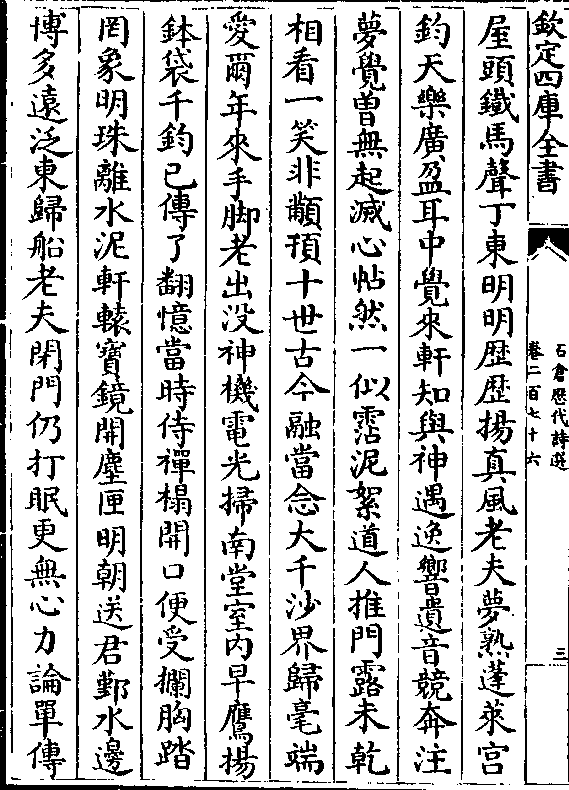 欽定四庫全書
石倉歷代詩選
卷二百七十六
三
屋頭鐵馬聲丁東明明歴歴揚真風老夫夢熟蓬萊宮
鈞天樂廣盈耳中覺來軒知與神遇逸響遺音競奔注
夢覺曽無起滅心帖然一似霑泥絮道人推門露未乾
相看一笑非顢頇十世古今融當念大千沙界歸毫端
愛爾年來手脚老出没神機電光掃南堂室内早鷹揚
鉢袋千鈞已傳了翻憶當時侍禪榻開口便受攔胸踏
罔象明珠離水泥軒轅寶鏡開塵匣明朝送君鄞水邊
博多遠泛東歸船老夫閉門仍打眠更無心力論單傳